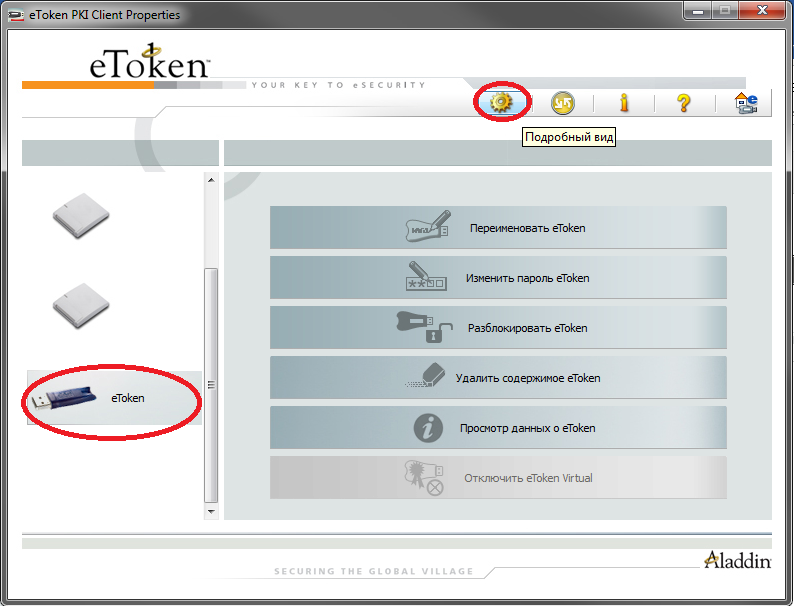 eToken PKI Client Properties
eToken™
YOUR KEY TO eSECURITY
Подробный вид
Переименовать eToken
Изменить пароль eToken
Разблокировать eToken
eToken
Удалить содержимое eToken
Просмотр данных о eToken
Отключить eToken Virtual
Aladdin
SECURING THE GLOBAL VILLAGE